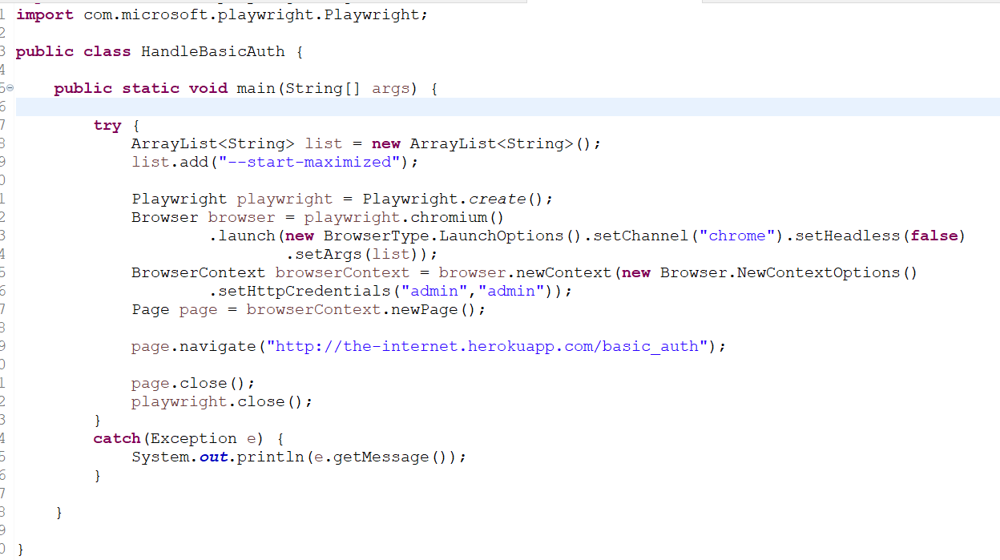 1 import com.microsoft.playwright.Playwright;
2
3 public class HandleBasicAuth {
4
5 public static void main(String[] args) {
6
7 try {
8 ArrayList<String> list = new ArrayList<String>();
9 list.add("--start-maximized");
0
1 Playwright playwright = Playwright.create();
2 Browser browser = playwright.chromium()
3 .launch(new BrowserType.LaunchOptions().setChannel("chrome").setHeadless(false)
4 .setArgs(list));
5 BrowserContext browserContext = browser.newContext(new Browser.NewContextOptions()
6 .setHttpCredentials("admin","admin"));
7 Page page = browserContext.newPage();
8
9 page.navigate("http://the-internet.herokuapp.com/basic_auth");
0
1 page.close();
2 playwright.close();
3 }
4 catch(Exception e) {
5 System.out.println(e.getMessage());
6 }
7
8 }
9
0 }